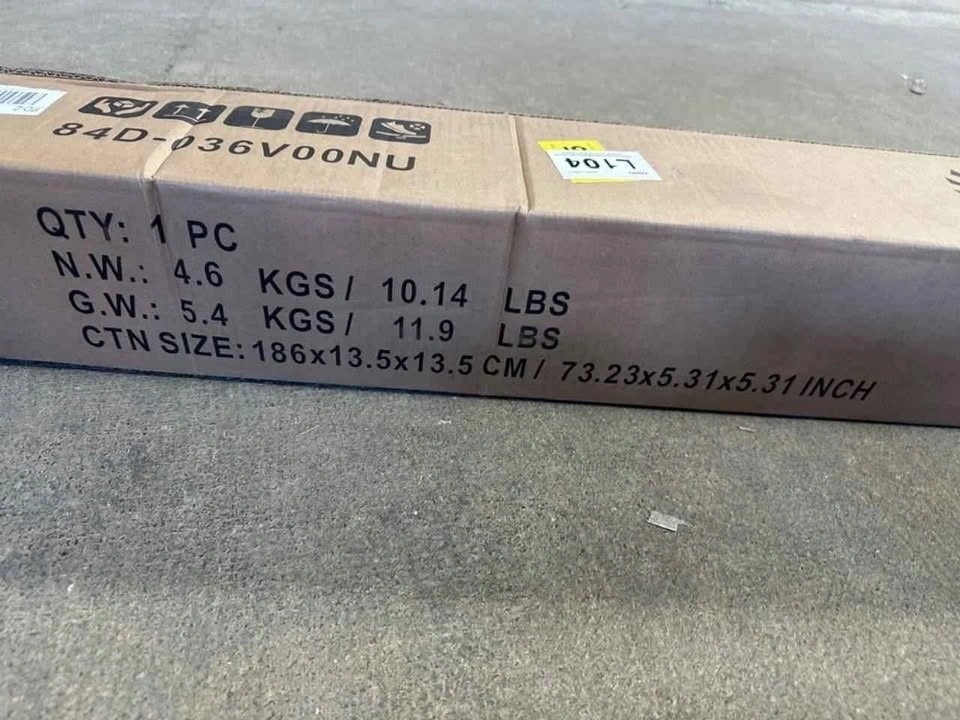 84D-036V00NU
L104
QTY: 1 PC
N.W.: 4.6 KGS / 10.14 LBS
G.W.: 5.4 KGS / 11.9 LBS
CTN SIZE: 186x13.5x13.5 CM / 73.23x5.31x5.31 INCH